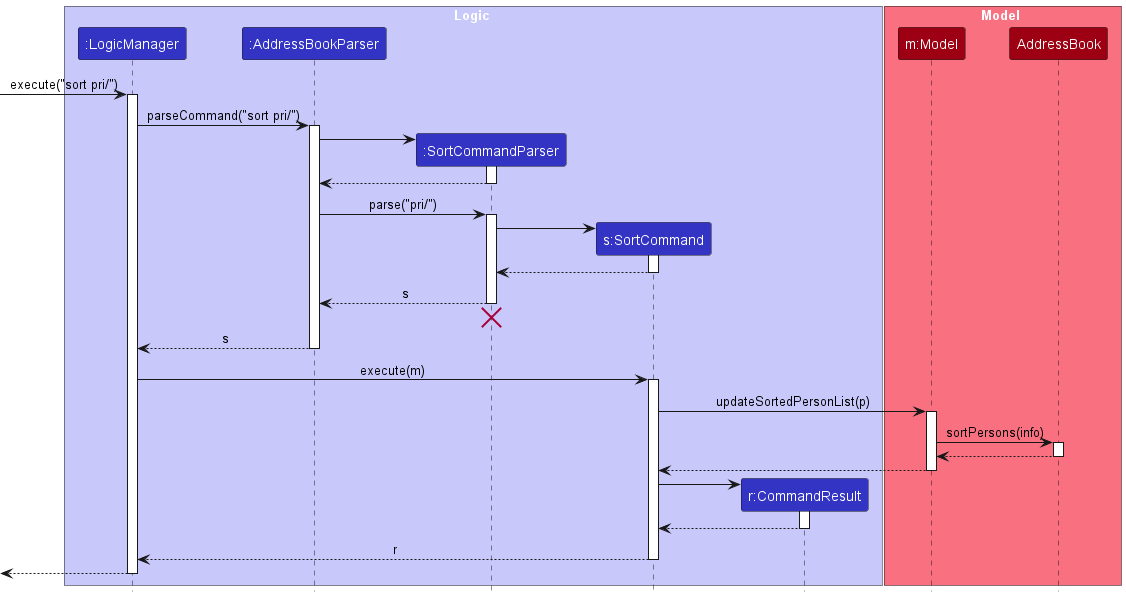 Logic
Model
:LogicManager
:AddressBookParser
m:Model
AddressBook
execute("sort pri/")
parseCommand("sort pri/")
:SortCommandParser
parse("pri/")
s:SortCommand
s
s
execute(m)
updateSortedPersonList(p)
sortPersons(info)
r:CommandResult
r